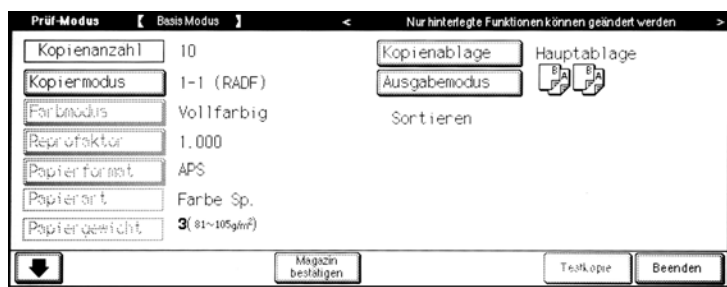 Prüf-Modus 【 Basis Modus 】 < Nur hinterlegte Funktionen können geändert werden >
Kopienanzahl 10 Kopienablage Hauptablage
Kopiermodus 1-1 (RADF) Ausgabemodus B A F B A F
Farbmodus Vollfarbig Sortieren
Reprofaktor 1.000
Papierformat APS
Papierart Farbe Sp.
Papiergewicht 3( 81~105g/m²)
Magazin
bestätigen Testkopie Beenden